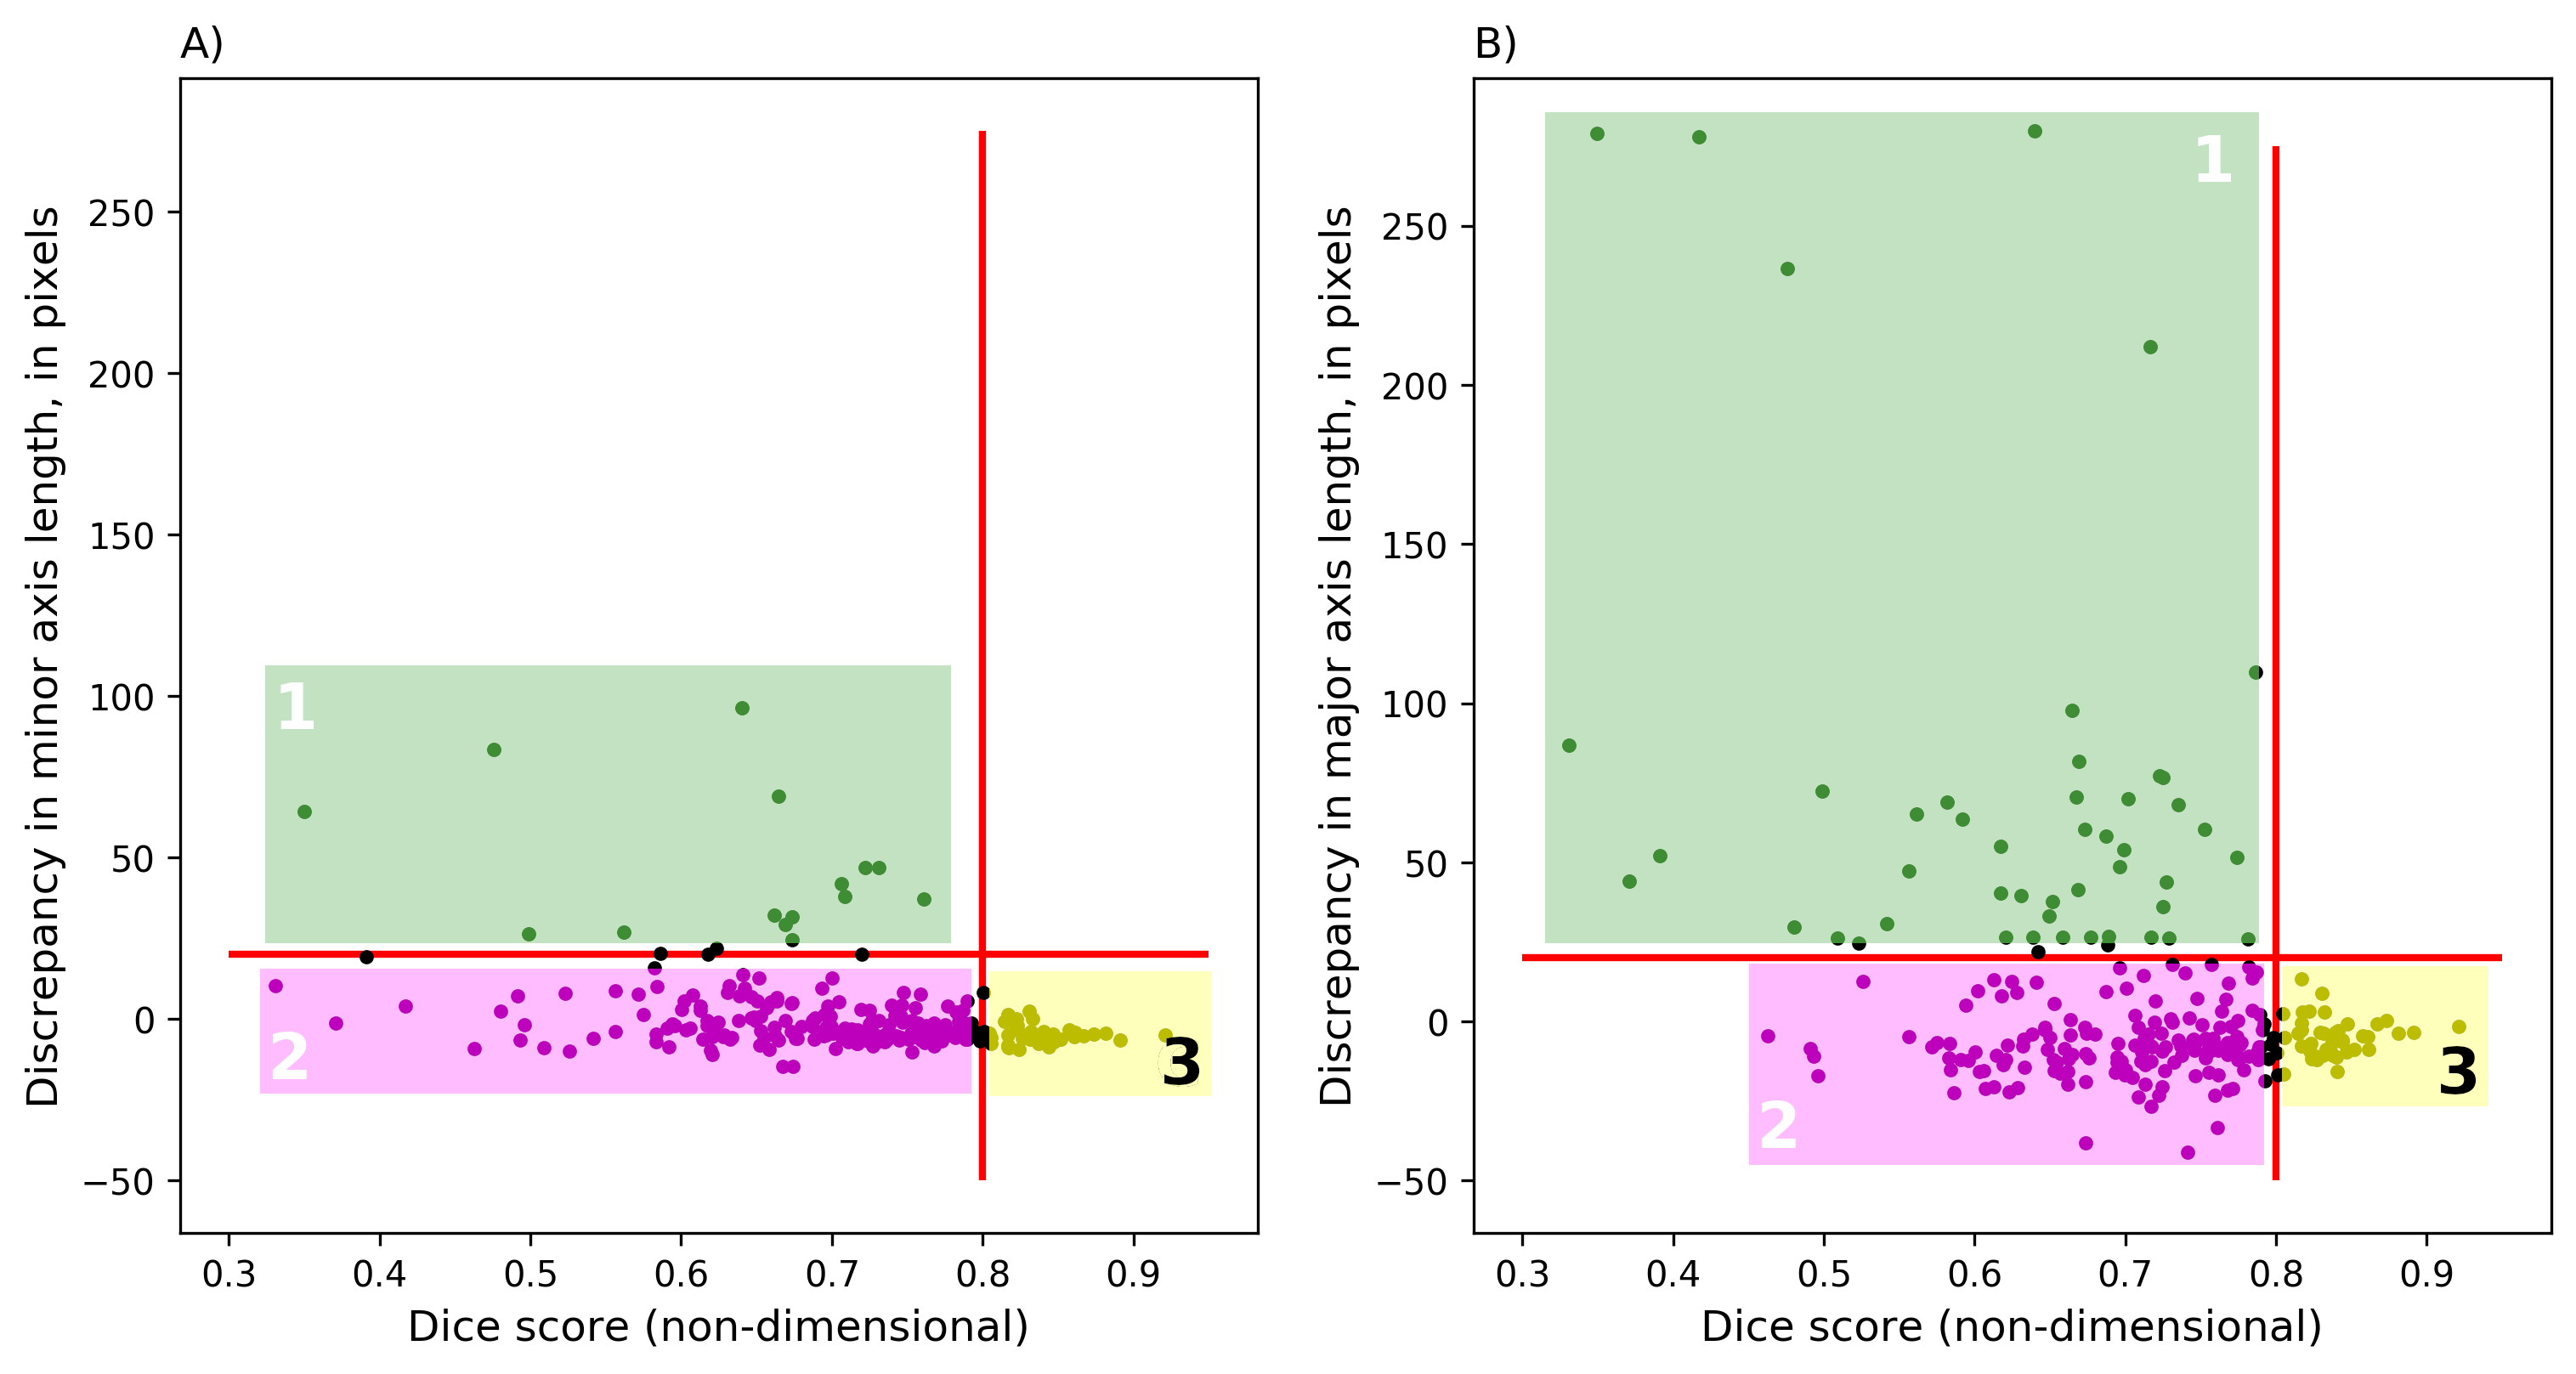 A)
Discrepancy in minor axis length, in pixels
250
200
150
100
50
0
−50
1
2
3
0.3 0.4 0.5 0.6 0.7 0.8 0.9
Dice score (non-dimensional)
B)
Discrepancy in major axis length, in pixels
250
200
150
100
50
0
−50
1
2
3
0.3 0.4 0.5 0.6 0.7 0.8 0.9
Dice score (non-dimensional)